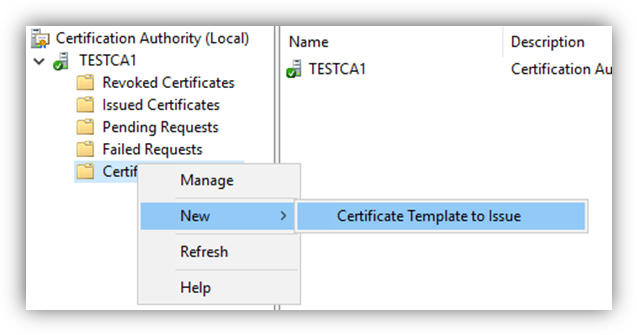 Certification Authority (Local)
TESTCA1
Revoked Certificates
Issued Certificates
Pending Requests
Failed Requests
Name
Description
TESTCA1
Certification Au
Manage
New
Certificate Template to Issue
Refresh
Help